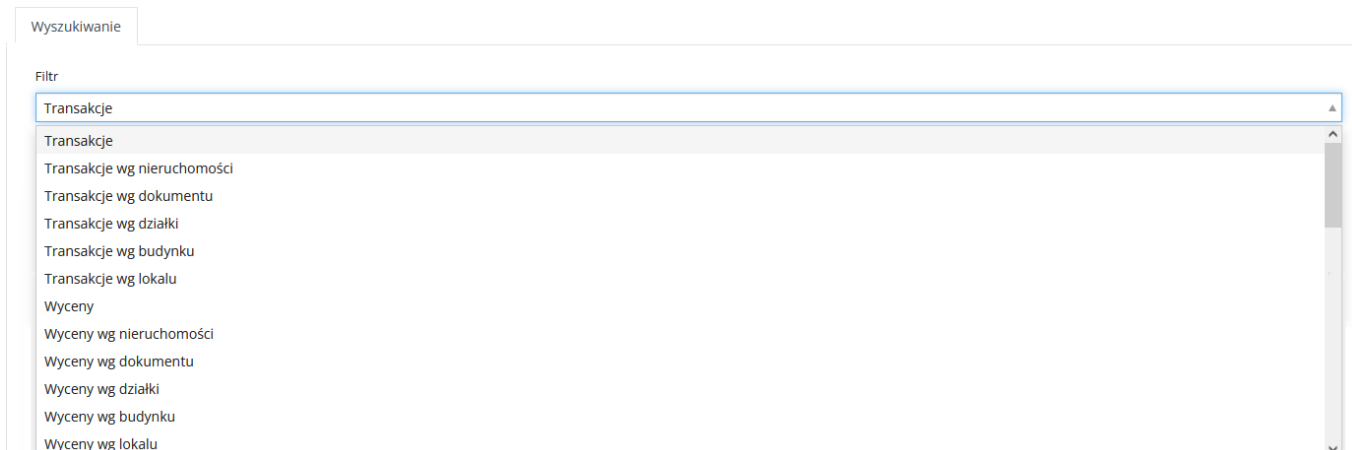 Wyszukiwanie
Filtr
Transakcje
Transakcje
Transakcje wg nieruchomości
Transakcje wg dokumentu
Transakcje wg działki
Transakcje wg budynku
Transakcje wg lokalu
Wyceny
Wyceny wg nieruchomości
Wyceny wg dokumentu
Wyceny wg działki
Wyceny wg budynku
Wyceny wg lokalu